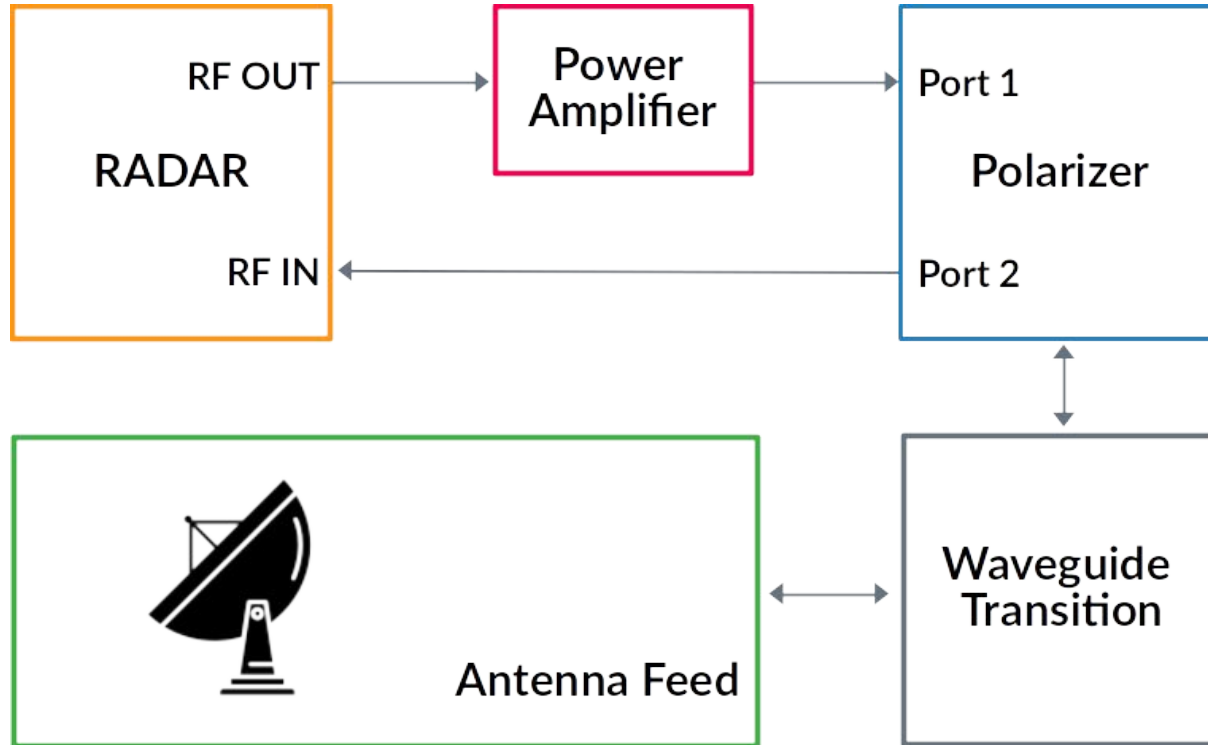 RF OUT
RADAR
RF IN
Power
Amplifier
Port 1
Polarizer
Port 2
Antenna Feed
Waveguide
Transition